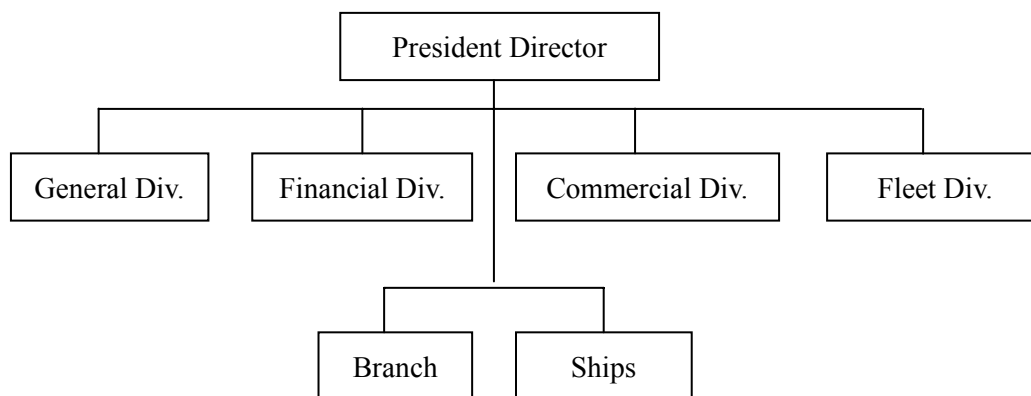 President Director
General Div.
Financial Div.
Commercial Div.
Fleet Div.
Branch
Ships